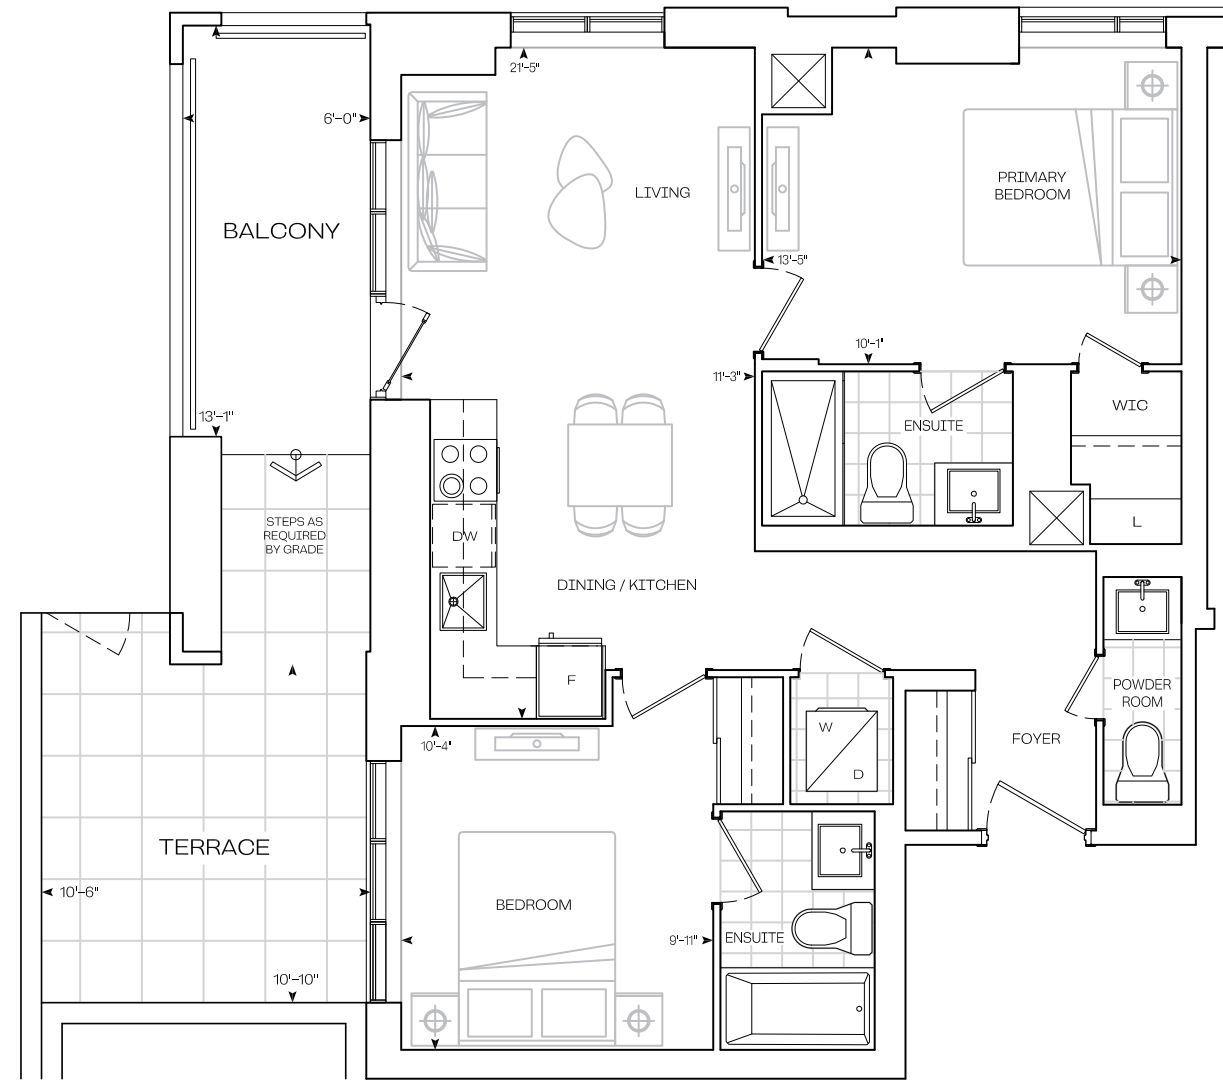 21'-5"
6'-0"
PRIMARY
BEDROOM
LIVING
BALCONY
13'-5"
10'-1"
11'-3"
WIC
13'-1"
ENSUITE
STEPS AS
REQUIRED
BY GRADE
DW
L
DINING / KITCHEN
F
POWDER
ROOM
W
D
FOYER
10'-4"
TERRACE
10'-6"
BEDROOM
9'-11"
ENSUITE
10'-10"